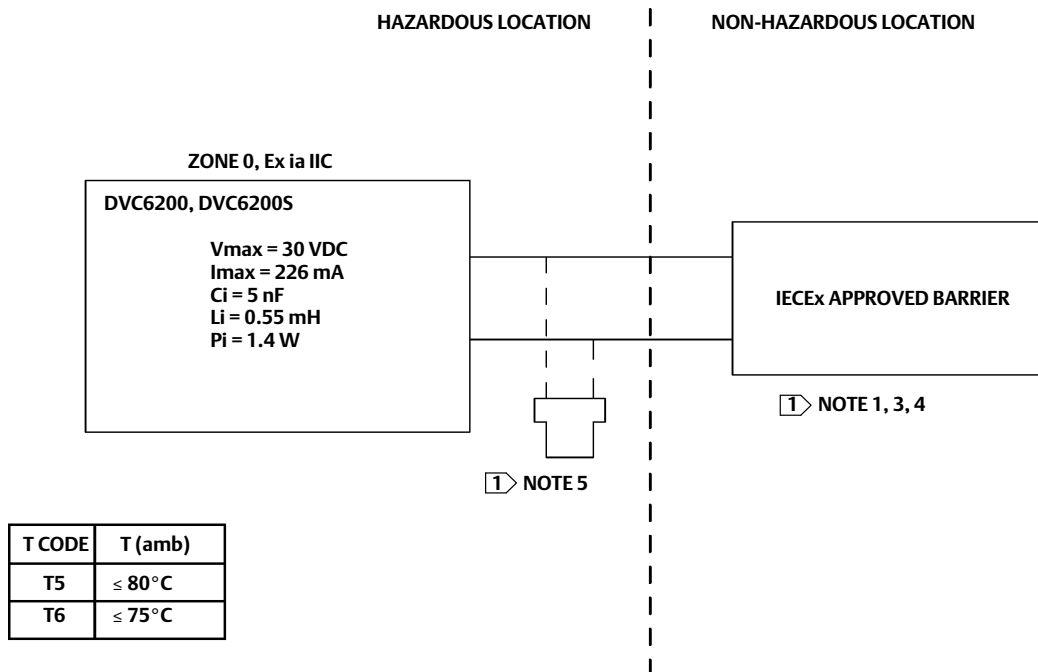 HAZARDOUS LOCATION
NON-HAZARDOUS LOCATION
ZONE 0, Ex ia IIC
DVC6200, DVC6200S
Vmax = 30 VDC
Imax = 226 mA
Ci = 5 nF
Li = 0.55 mH
Pi = 1.4 W
IECEx APPROVED BARRIER
1 NOTE 1, 3, 4
1 NOTE 5
T CODE T (amb)
T5 ≤ 80°C
T6 ≤ 75°C